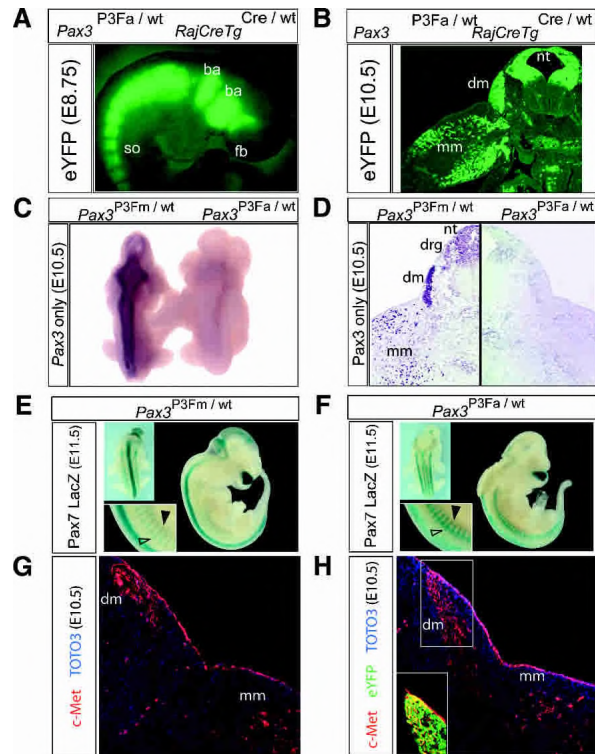 A
Pax3 P3Fa / wt RajCreTg Cre / wt
eYFP (E8.75)
ba
ba
so
fb
B
Pax3 P3Fa / wt RajCreTg Cre / wt
eYFP (E10.5)
nt
dm
mm
C
Pax3 P3Fm / wt Pax3 P3Fa / wt
Pax3 only (E10.5)
D
Pax3 P3Fm / wt Pax3 P3Fa / wt
Pax3 only (E10.5)
nt
drg
dm
mm
E
Pax3 P3Fm / wt
Pax7 LacZ (E11.5)
F
Pax3 P3Fa / wt
Pax7 LacZ (E11.5)
G
c-Met TOTO3 (E10.5)
dm
mm
H
c-Met eYFP TOTO3 (E10.5)
dm
mm